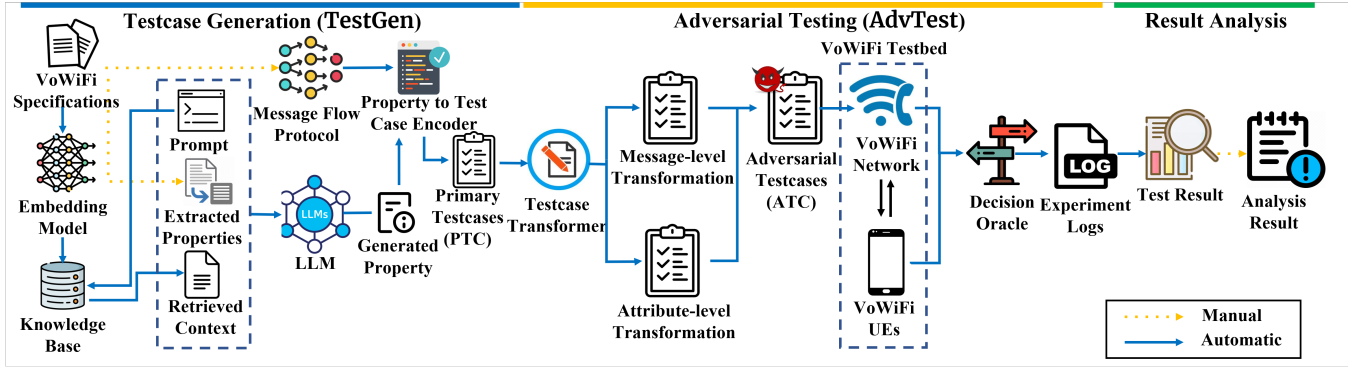 Testcase Generation (TestGen)
Adversarial Testing (AdvTest)
Result Analysis
VoWiFi
Specifications
Embedding
Model
Knowledge
Base
Prompt
Extracted
Properties
Retrieved
Context
Message Flow
Protocol
Property to Test
Case Encoder
LLMs
LLM
Generated
Property
Primary
Testcases
(PTC)
Testcase
Transformer
Message-level
Transformation
Attribute-level
Transformation
Adversarial
Testcases
(ATC)
VoWiFi Testbed
VoWiFi
Network
VoWiFi
UEs
Decision
Oracle
LOG
Experiment
Logs
Test Result
Analysis
Result
Manual
Automatic